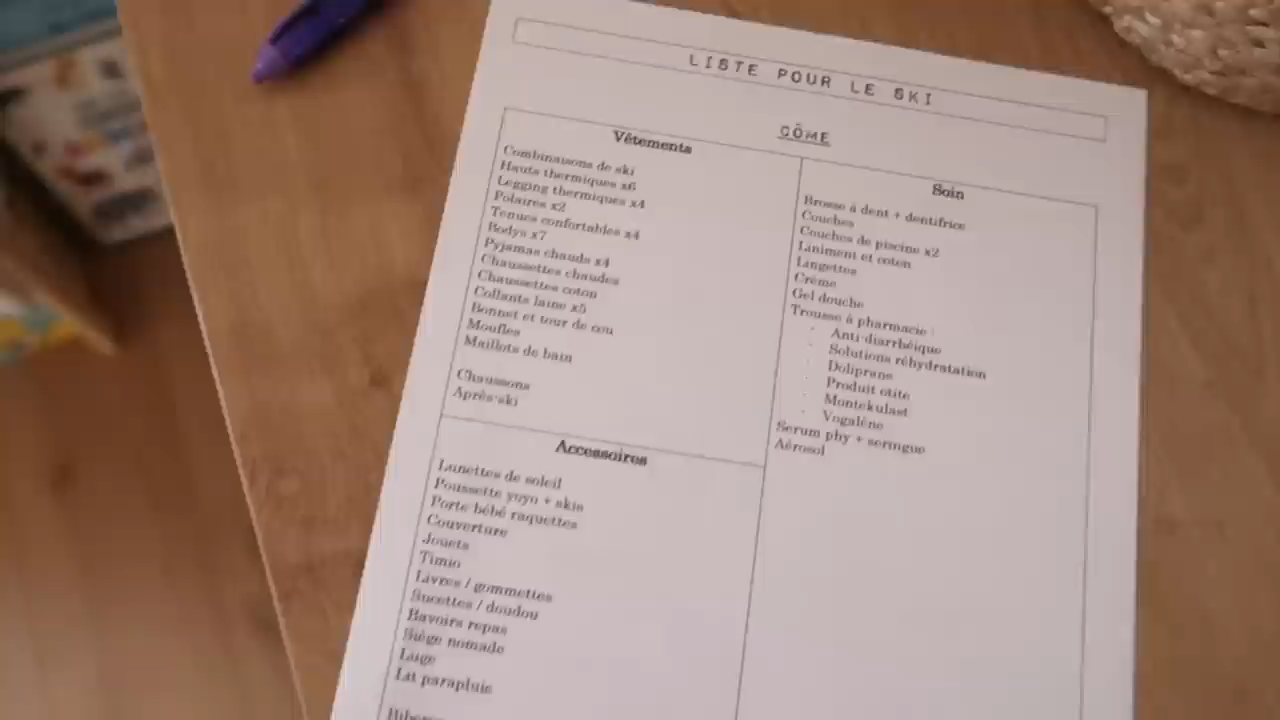 LISTE POUR LE SKI
CÔME
Vêtements
Combinaisons de ski
Hauts thermiques x6
Legging thermiques x4
Polaires x2
Tenues confortables x4
Bodys x7
Pyjamas chauds x4
Chaussettes chaudes
Chaussettes coton
Collants laine x5
Bonnet et tour de cou
Moufles
Maillots de bain
Chaussons
Après-ski
Accessoires
Lunettes de soleil
Poussette yoyo + skis
Porte bébé raquettes
Couverture
Jouets
Timio
Livres / gommettes
Sucettes / doudou
Bavoirs repas
Siège nomade
Luge
Lit parapluie
Soin
Brosse à dent + dentifrice
Couches
Couches de piscine x2
Liniment et coton
Lingettes
Crème
Gel douche
Trousse à pharmacie :
- Anti-diarrhéique
- Solutions réhydratation
- Doliprane
- Produit otite
- Montekulast
- Vogalène
Serum phy + seringue
Aérosol